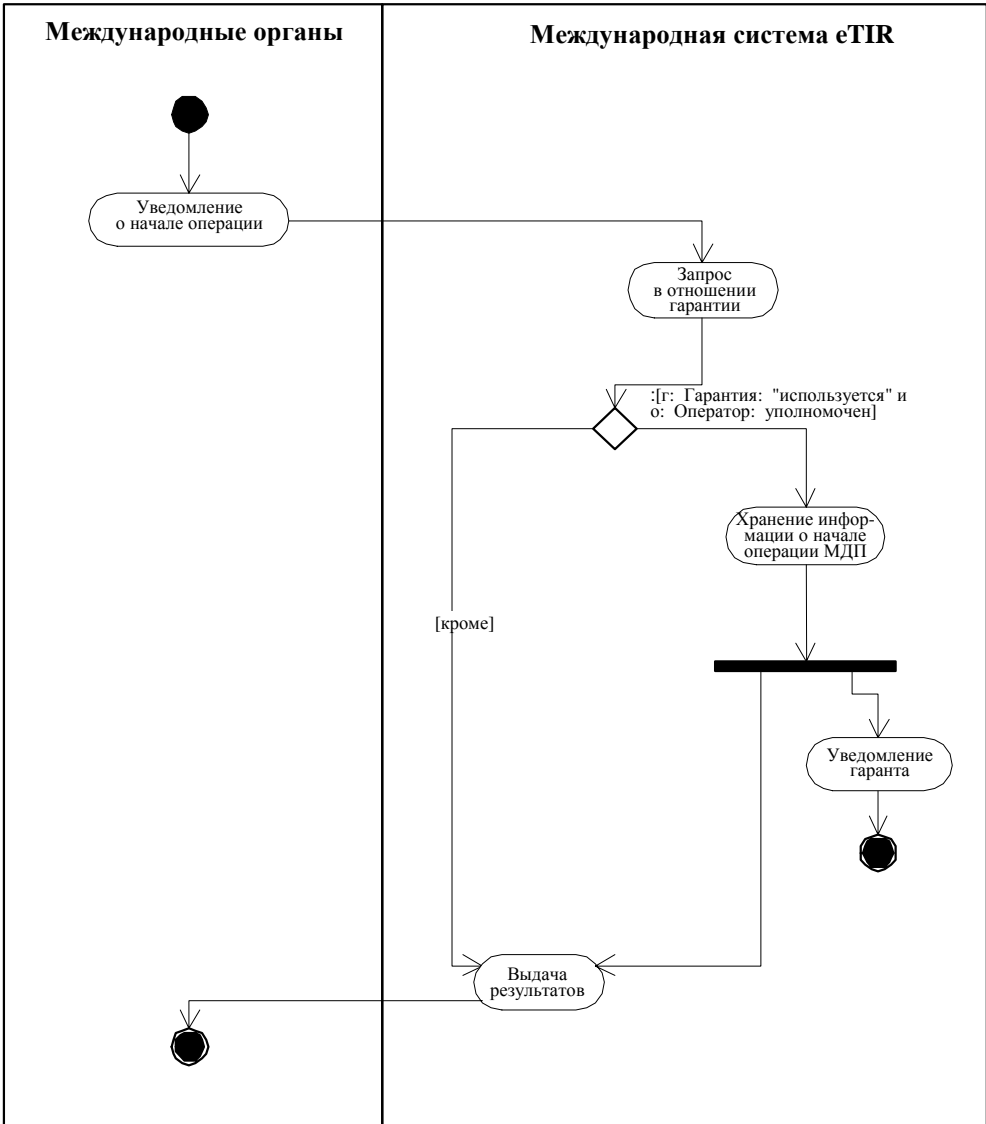 Международные органы
Международная система eTIR
Уведомление
о начале операции
Запрос
в отношении
гарантии
:[г: Гарантия: "используется" и
о: Оператор: уполномочен]
Хранение инфор-
мации о начале
операции МДП
[кроме]
Уведомление
гаранта
Выдача
результатов